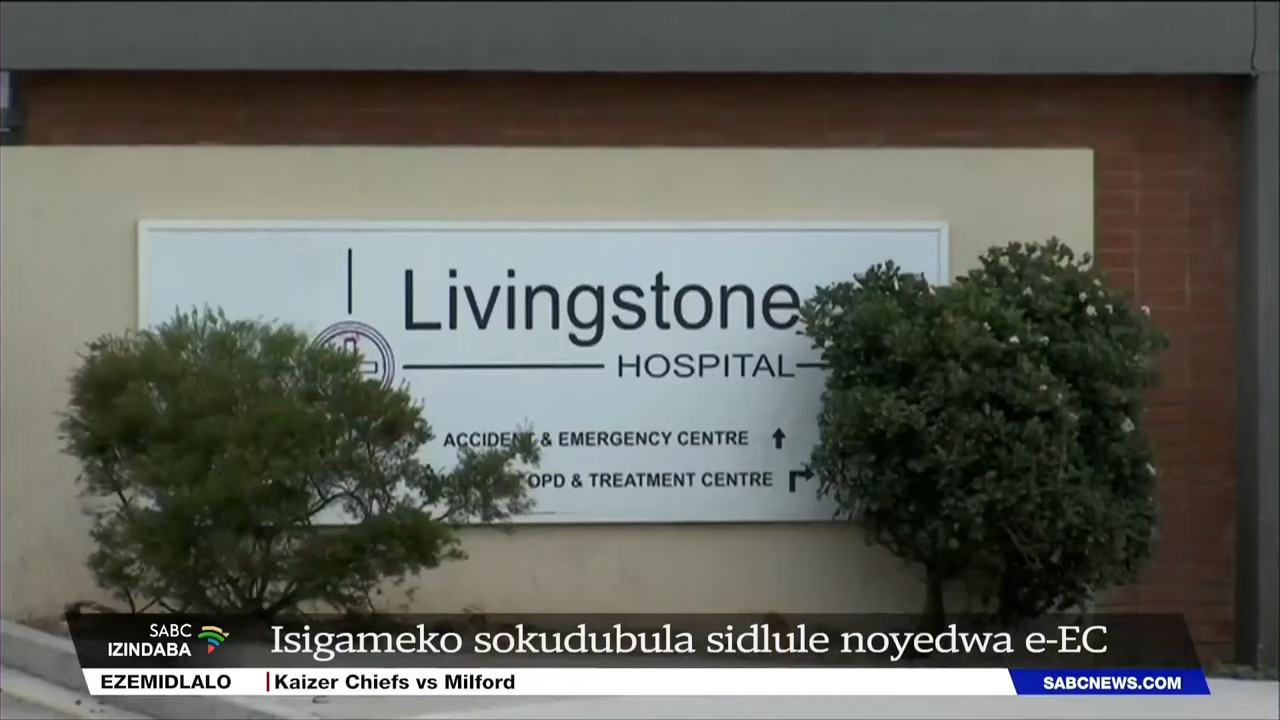 Livingstone
HOSPITAL
ACCIDENT & EMERGENCY CENTRE
OPD & TREATMENT CENTRE
SABC
IZINDABA
Isigameko sokudubula sidlule noyedwa e-EC
EZEMIDLALO
Kaizer Chiefs vs Milford
SABCNEWS.COM